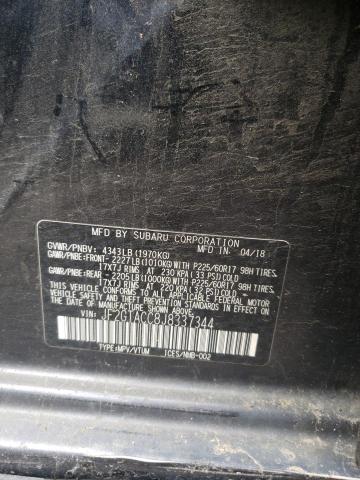 MFD BY SUBARU CORPORATION
GVWR/PNBV: 4343LB (1970KG) MFD IN 04/18
GAWR/PNBE:FRONT- 2227LB(1010KG) WITH P225/60R17 98H TIRES,
17X7J RIMS, AT 230 KPA (33 PSI)COLD
GAWR/PNBE:REAR - 2205LB(1000KG) WITH P225/60R17 98H TIRES,
17X7J RIMS, AT 220 KPA (32 PSI)COLD
THIS VEHICLE CONFORMS TO ALL APPLICABLE FEDERAL MOTOR
VEHICLE SAFETY, BUMPER, AND THEFT PREVENTION STANDARDS
IN EFFECT ON THE DATE OF MANUFACTURE SHOWN ABOVE.
VIN: JF2G1ACC8J8337344
TYPE:MPV/VTUM ICES/NMB-002